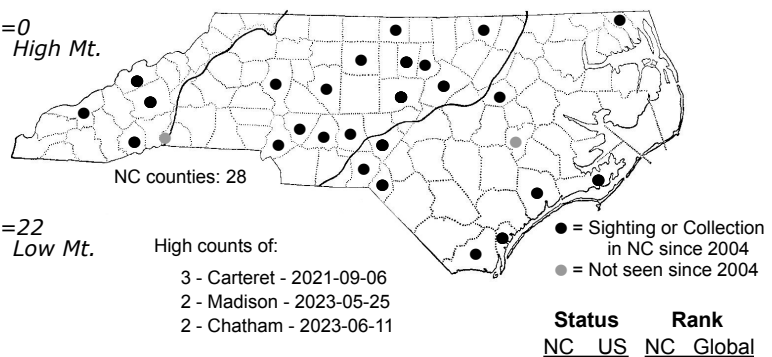 =0
High Mt.
NC counties: 28
=22
Low Mt.
High counts of:
3 - Carteret - 2021-09-06
2 - Madison - 2023-05-25
2 - Chatham - 2023-06-11
● = Sighting or Collection
in NC since 2004
● = Not seen since 2004
Status Rank
NC US NC Global